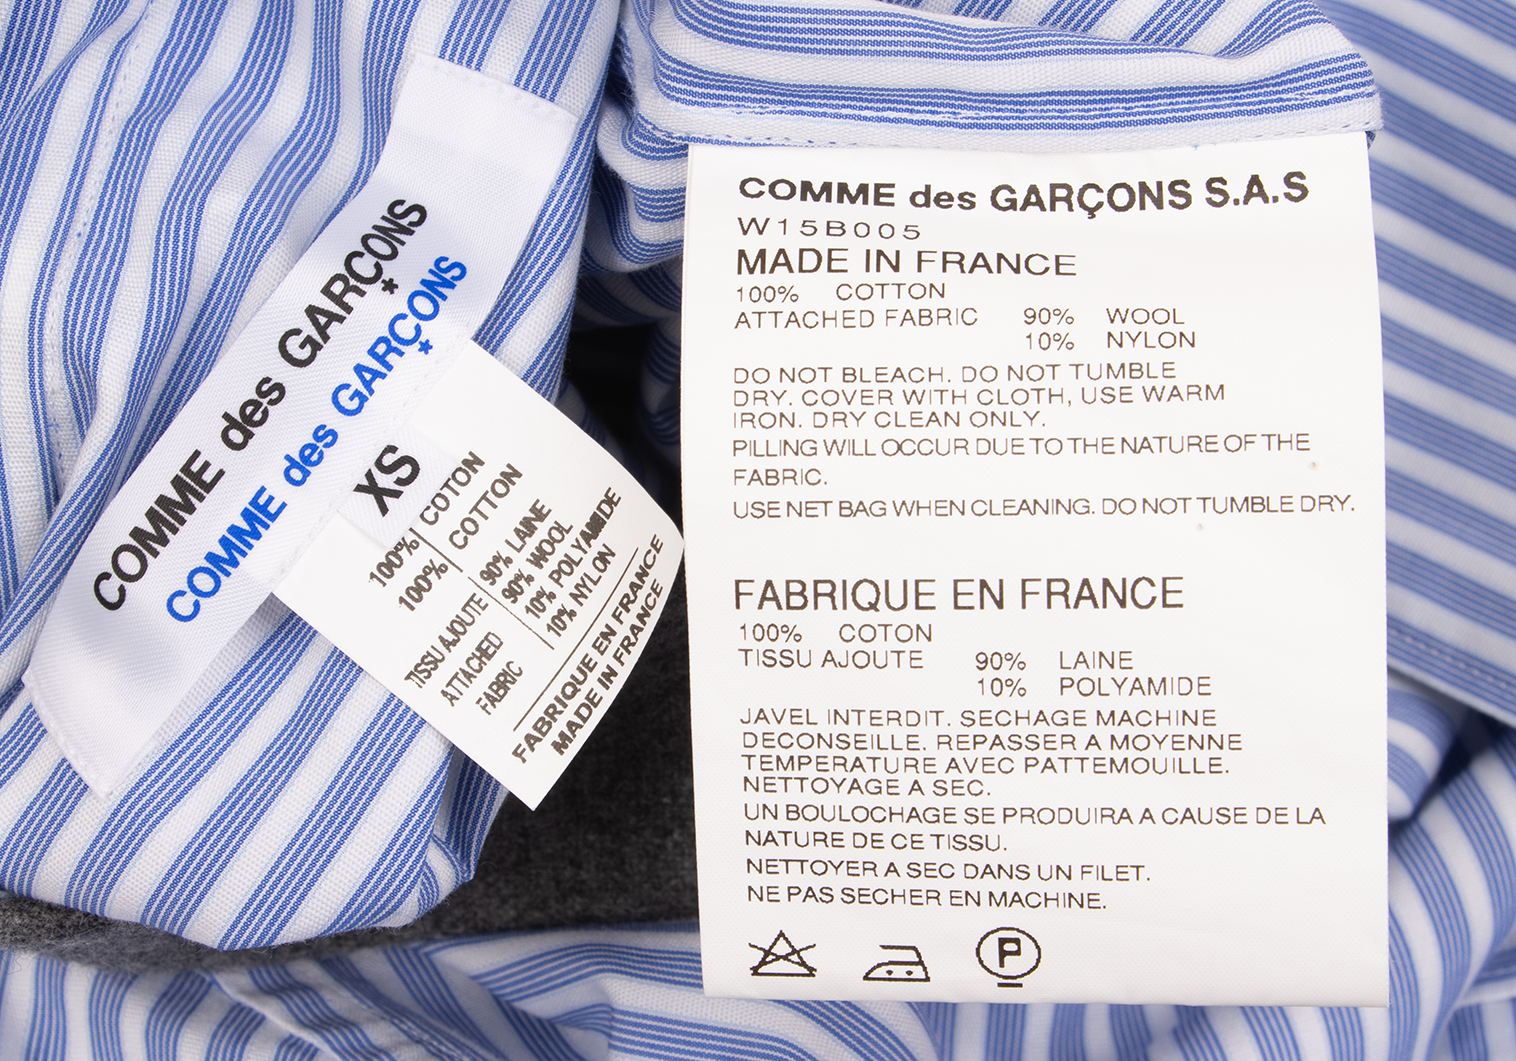 COMME des GARÇONS
COMME des GARÇONS
XS
100% COTON
100% COTTON
TISSU AJOUTE 90% LAINE
ATTACHED 90% WOOL
FABRIC 10% POLYAMIDE
10% NYLON
FABRIQUE EN FRANCE
MADE IN FRANCE
COMME des GARÇONS S.A.S
W15B005
MADE IN FRANCE
100% COTTON
ATTACHED FABRIC 90% WOOL
10% NYLON
DO NOT BLEACH. DO NOT TUMBLE
DRY. COVER WITH CLOTH, USE WARM
IRON. DRY CLEAN ONLY.
PILLING WILL OCCUR DUE TO THE NATURE OF THE
FABRIC.
USE NET BAG WHEN CLEANING. DO NOT TUMBLE DRY.
FABRIQUE EN FRANCE
100% COTON
TISSU AJOUTE 90% LAINE
10% POLYAMIDE
JAVEL INTERDIT. SECHAGE MACHINE
DECONSEILLE. REPASSER A MOYENNE
TEMPERATURE AVEC PATTEMOUILLE.
NETTOYAGE A SEC.
UN BOULOCHAGE SE PRODUIRA A CAUSE DE LA
NATURE DE CE TISSU.
NETTOYER A SEC DANS UN FILET.
NE PAS SECHER EN MACHINE.
P